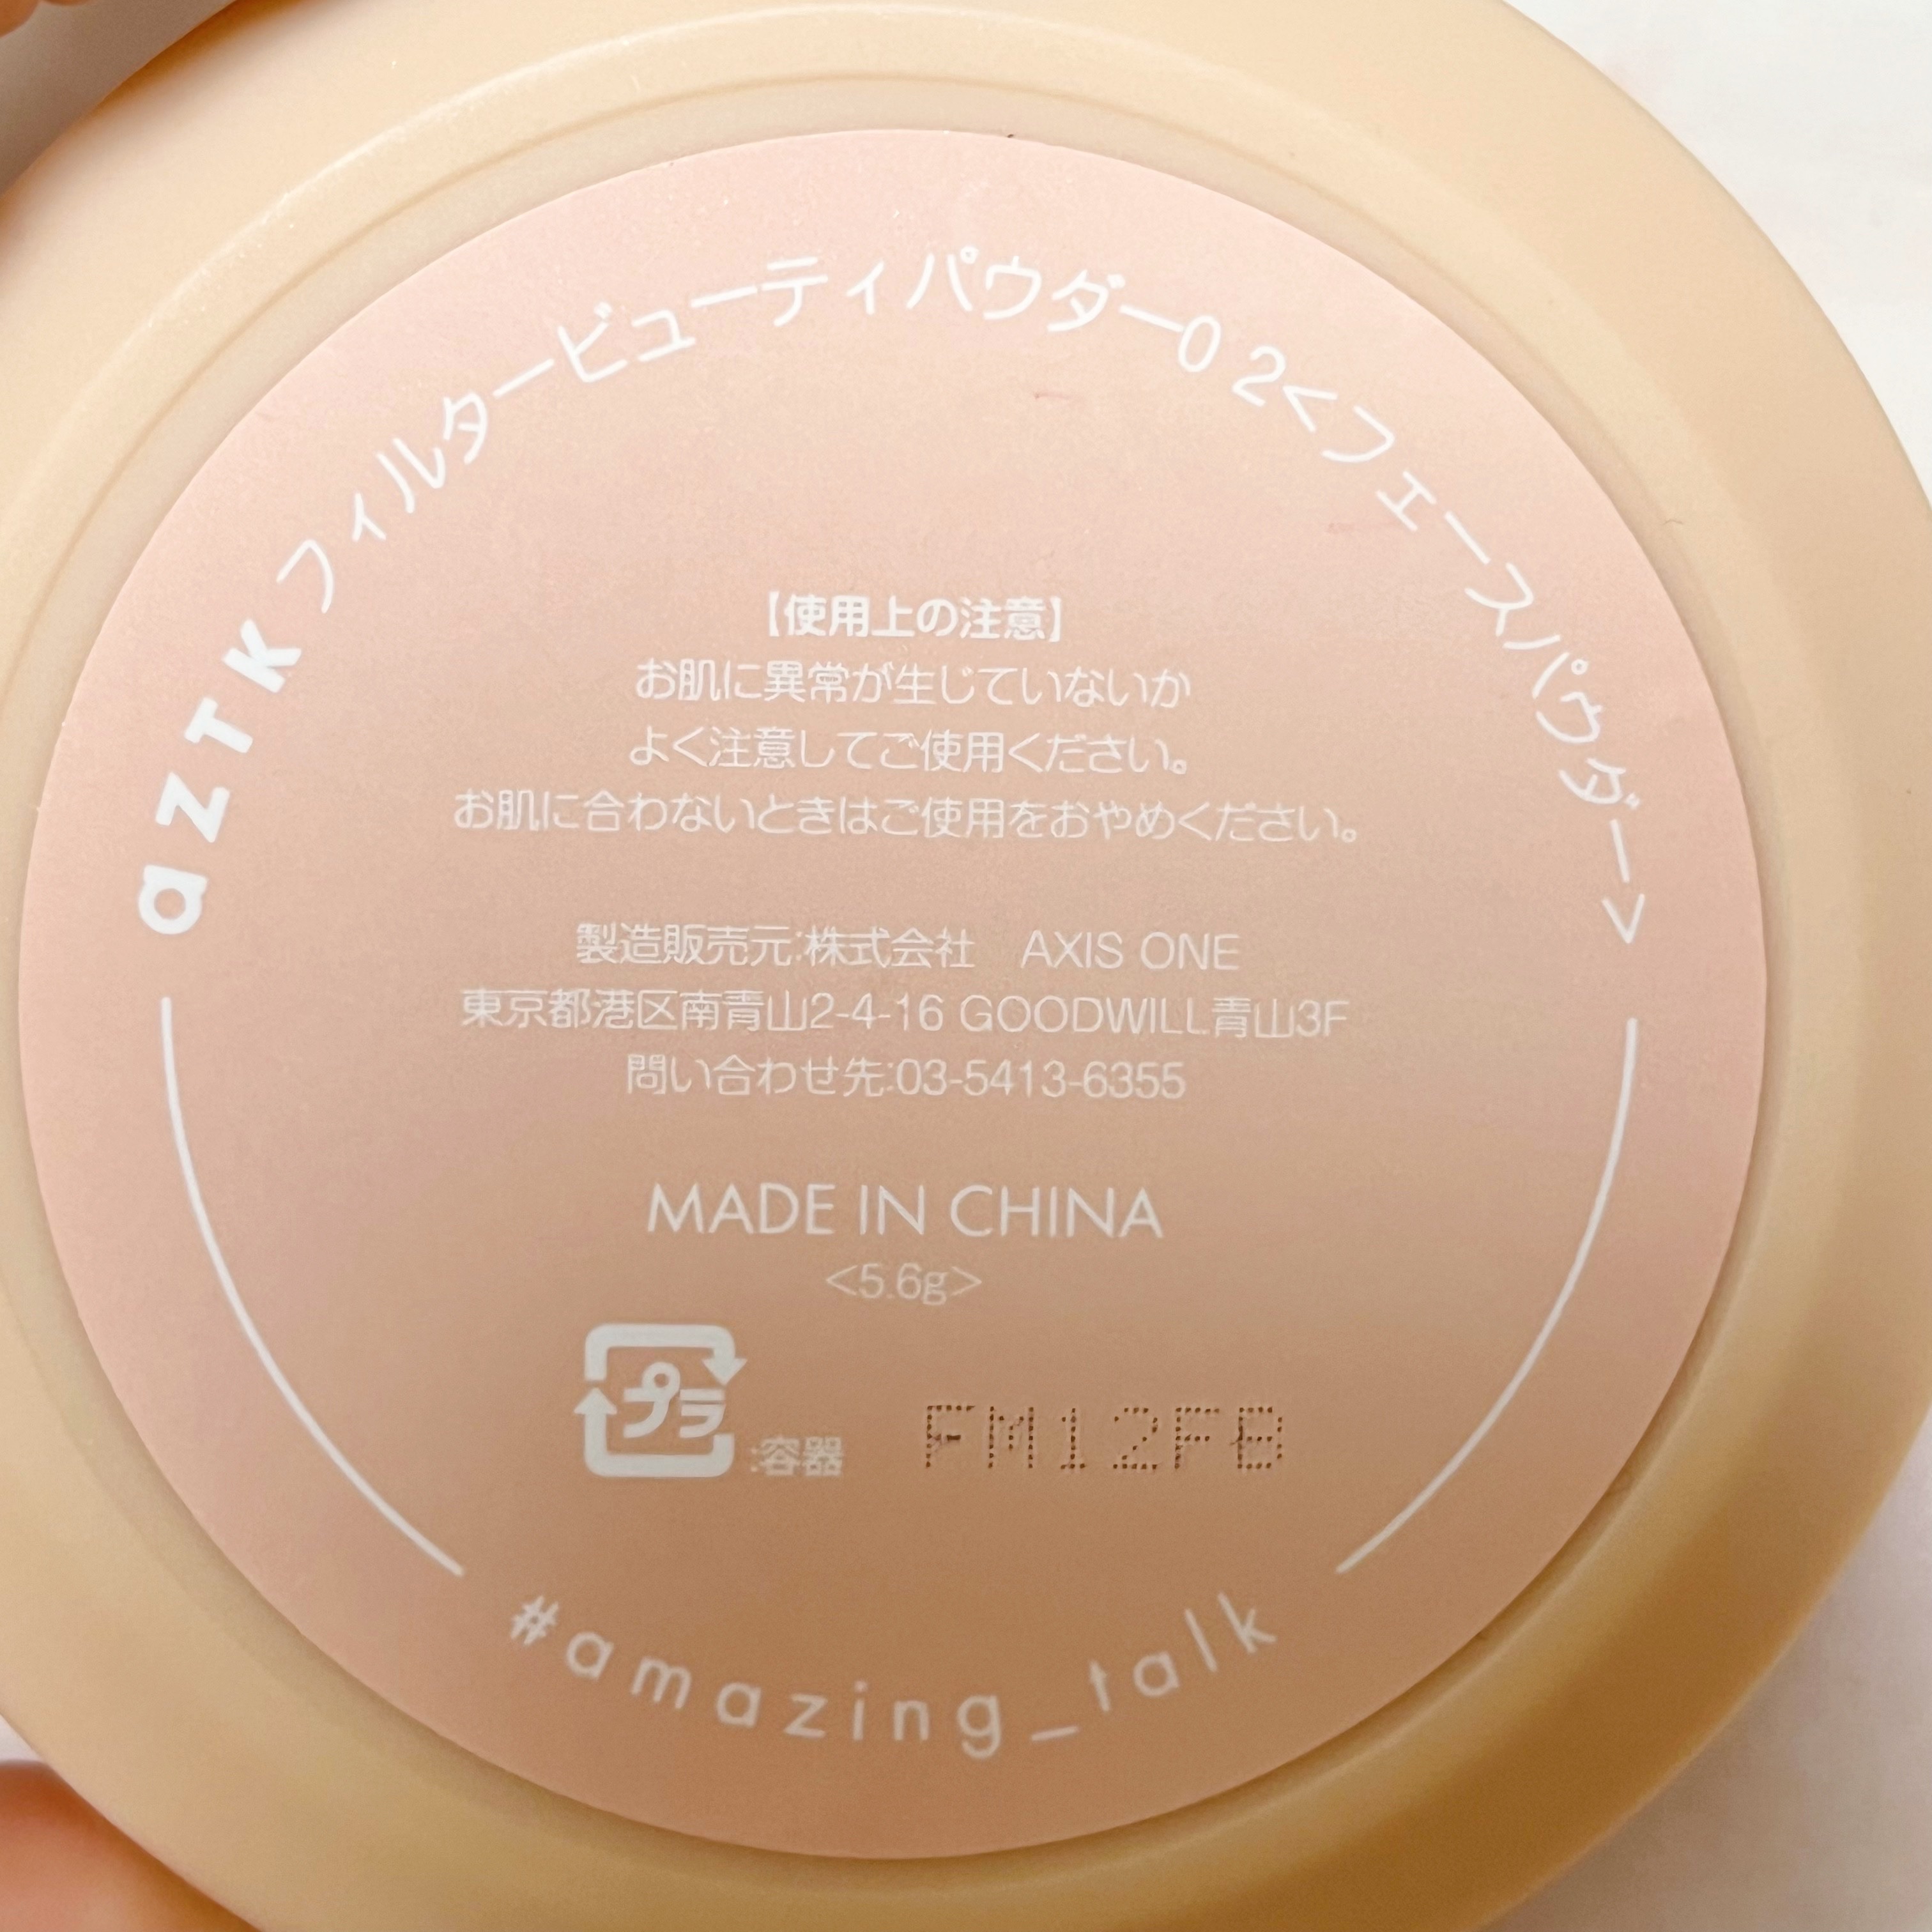 azTK フィルタービューティパウダー02<フェースパウダー>
【使用上の注意】
お肌に異常が生じていないか
よく注意してご使用ください。
お肌に合わないときはご使用をおやめください。
製造販売元:株式会社　AXIS ONE
東京都港区南青山2-4-16 GOODWILL青山3F
問い合わせ先:03-5413-6355
MADE IN CHINA
<5.6g>
プラ :容器 FM12FB
#amazing_talk